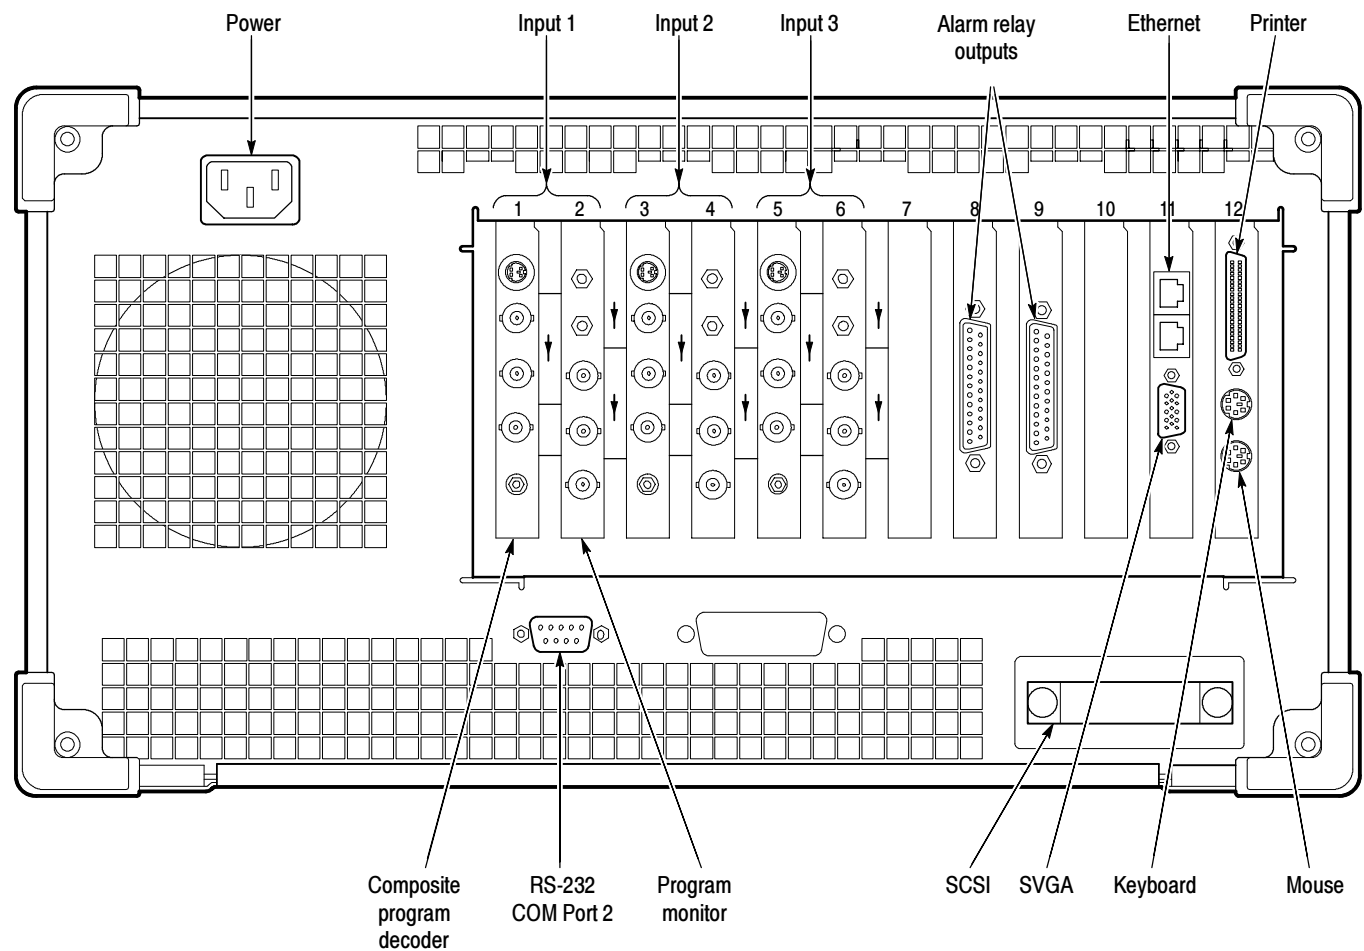 Power
Input 1
Input 2
Input 3
Alarm relay
outputs
Ethernet
Printer
1 2 3 4 5 6 7 8 9 10 11 12
Composite
program
decoder
RS-232
COM Port 2
Program
monitor
SCSI
SVGA
Keyboard
Mouse